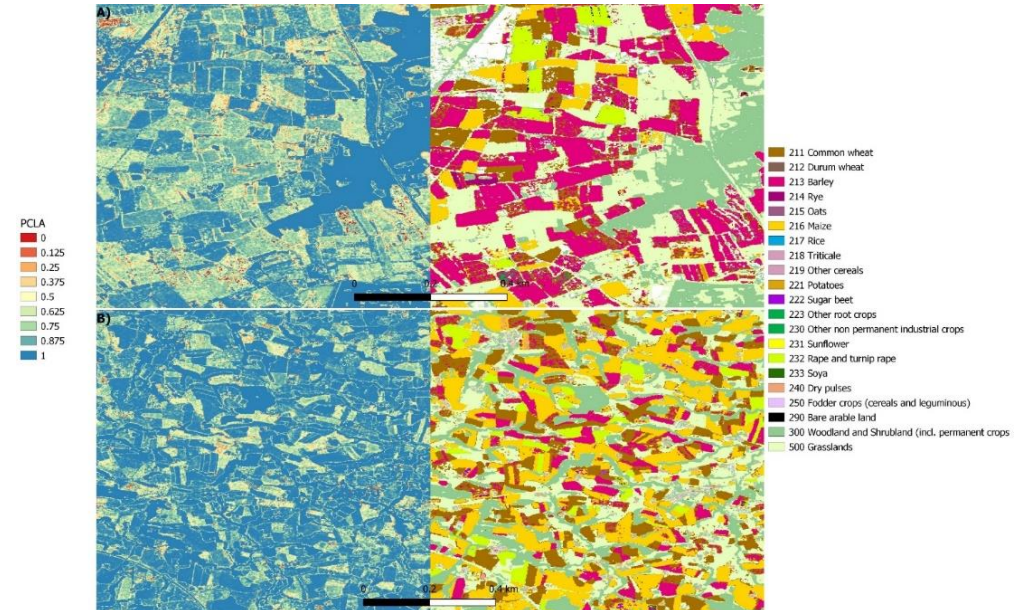 A)
PCLA
0
0.125
0.25
0.375
0.5
0.625
0.75
0.875
1
211 Common wheat
212 Durum wheat
213 Barley
214 Rye
215 Oats
216 Maize
217 Rice
218 Triticale
219 Other cereals
221 Potatoes
222 Sugar beet
223 Other root crops
230 Other non permanent industrial crops
231 Sunflower
232 Rape and turnip rape
233 Soya
240 Dry pulses
250 Fodder crops (cereals and leguminous)
290 Bare arable land
300 Woodland and Shrubland (incl. permanent crops
500 Grasslands
0
0.4 km
B)
0 0.2 0.4 km